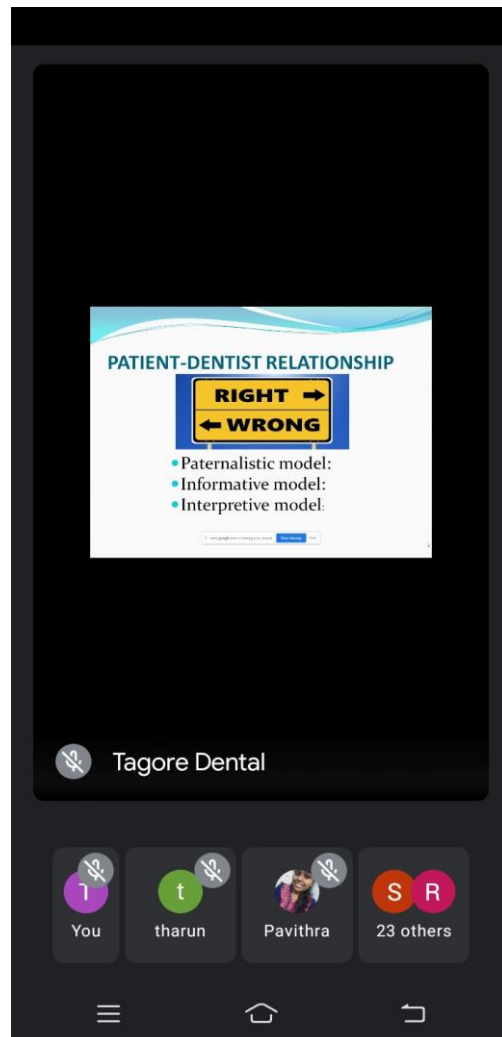 PATIENT-DENTIST RELATIONSHIP
RIGHT →
← WRONG
•Paternalistic model:
•Informative model:
•Interpretive model:
Tagore Dental
t
S R
You
tharun
Pavithra
23 others